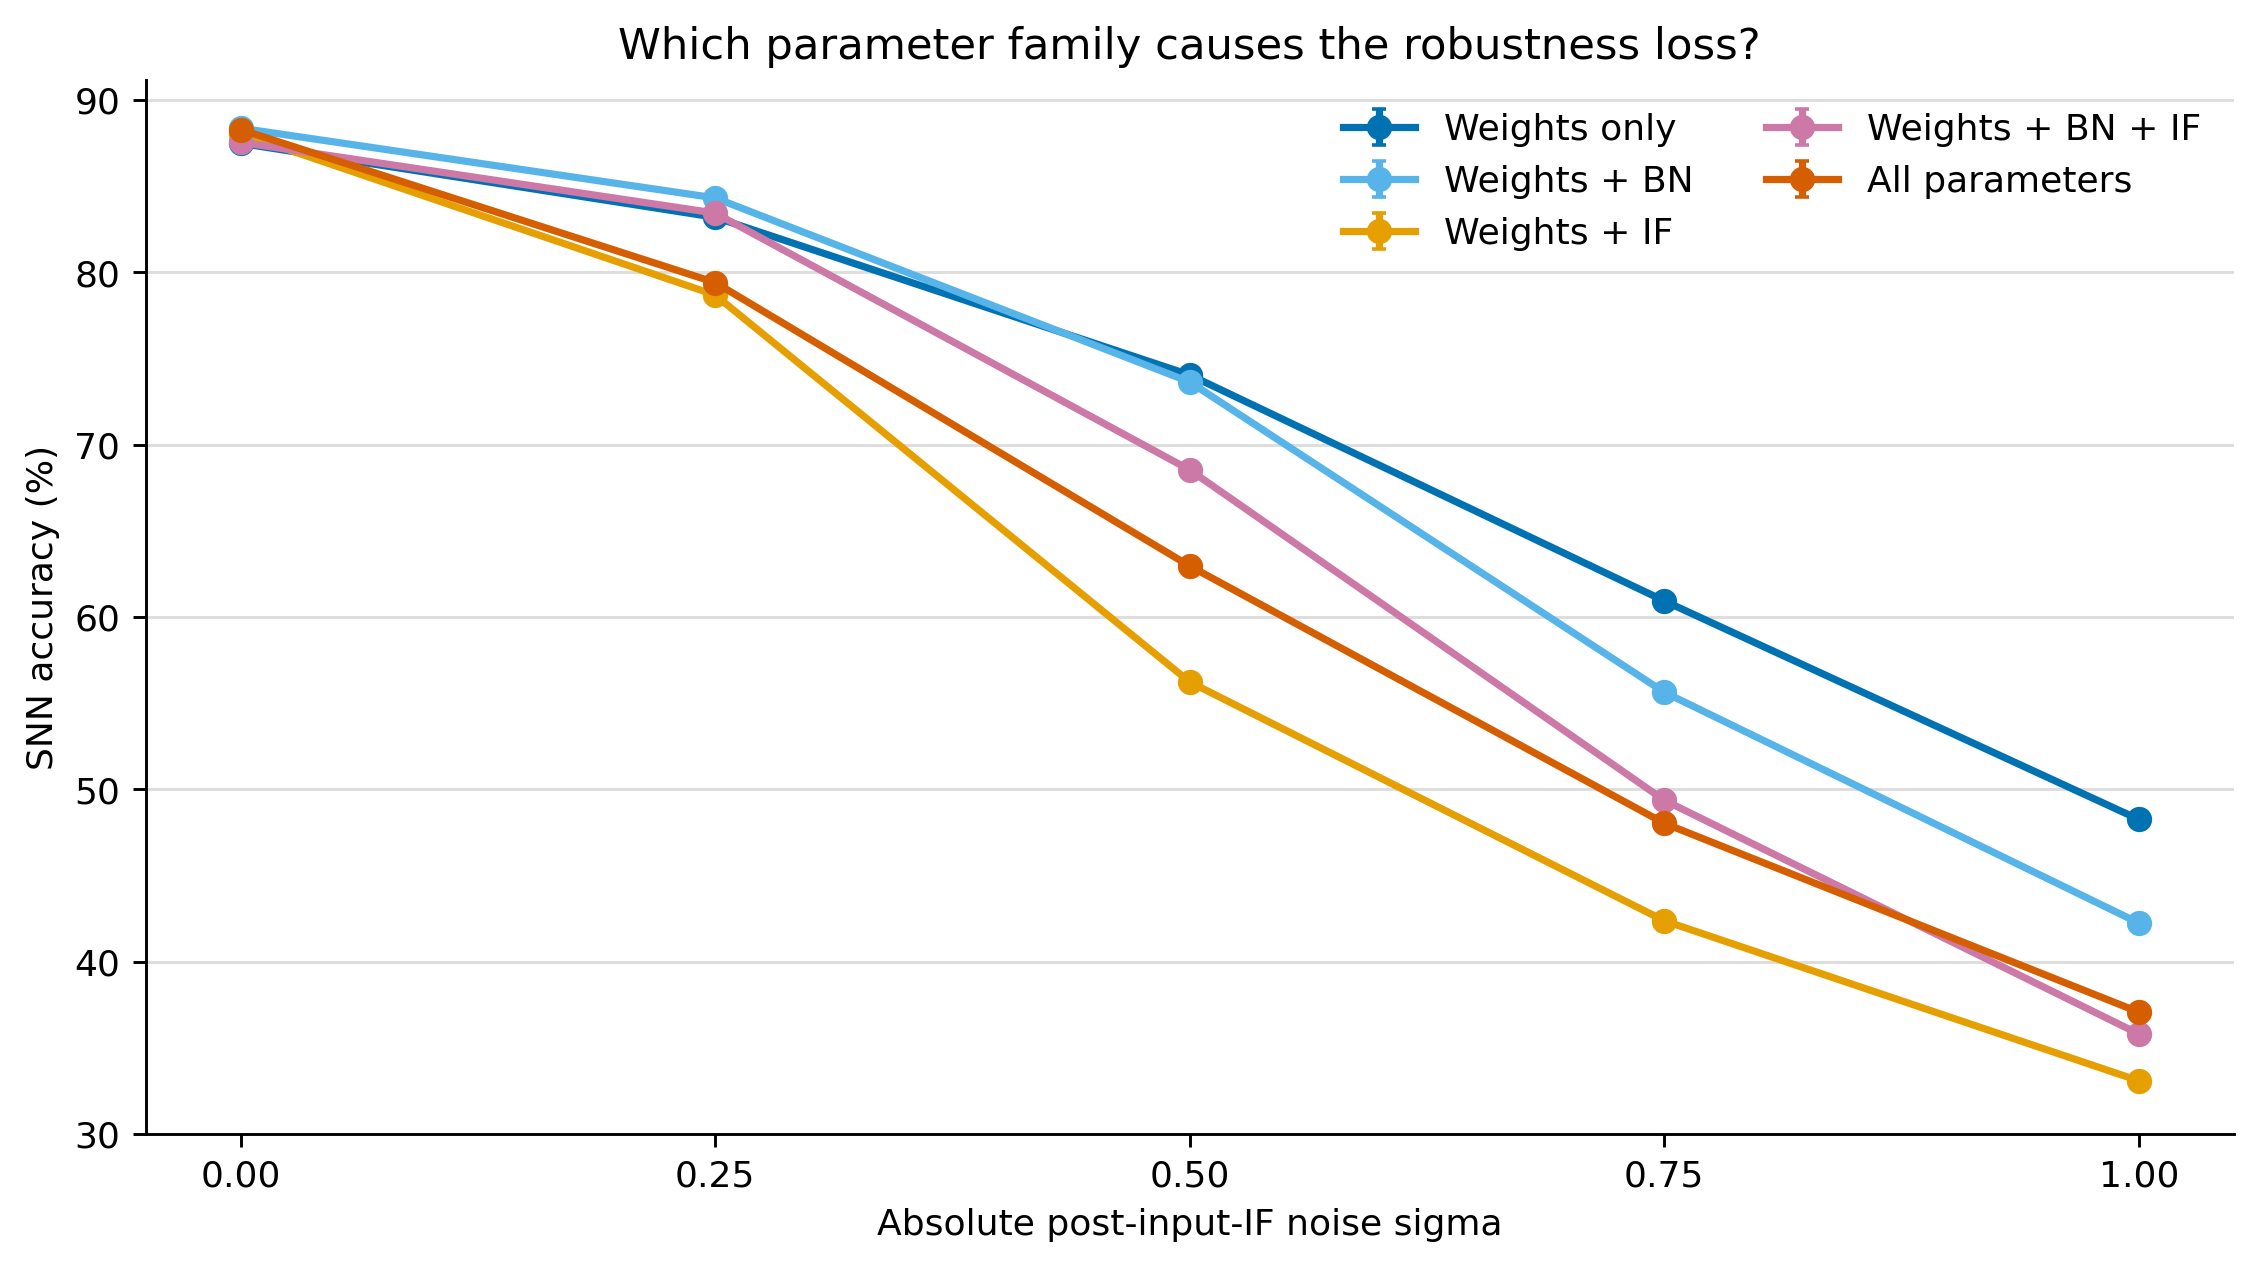 Which parameter family causes the robustness loss?
Weights only
Weights + BN
Weights + IF
Weights + BN + IF
All parameters
SNN accuracy (%)
90
80
70
60
50
40
30
0.00 0.25 0.50 0.75 1.00
Absolute post-input-IF noise sigma